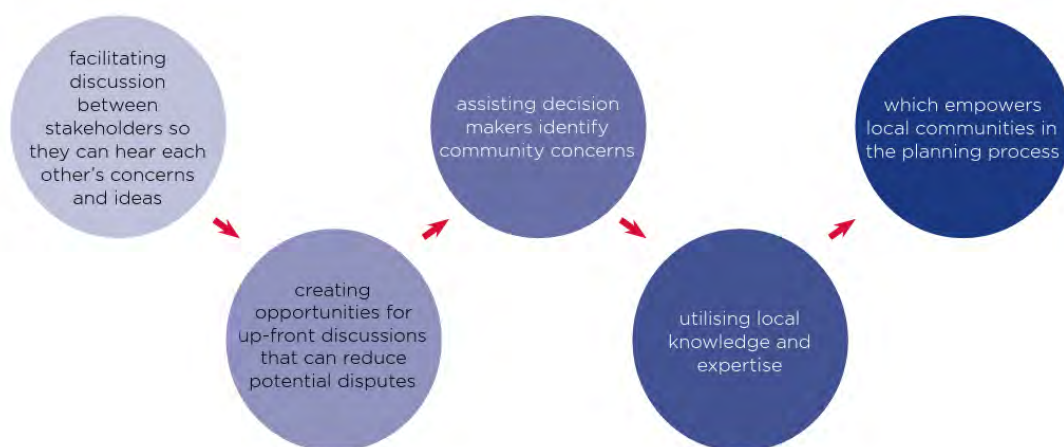 facilitating
discussion
between
stakeholders so
they can hear each
other's concerns
and ideas
creating
opportunities for
up-front discussions
that can reduce
potential disputes
assisting decision
makers identify
community concerns
utilising local
knowledge and
expertise
which empowers
local communities in
the planning process